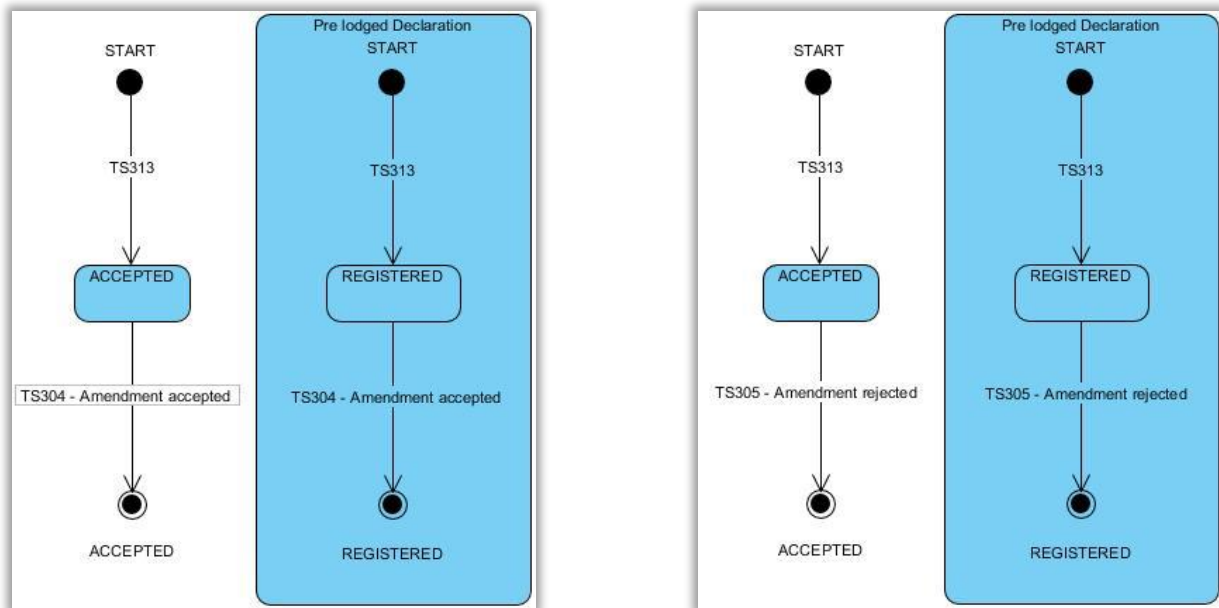 START
TS313
ACCEPTED
TS304 - Amendment accepted
ACCEPTED
Pre lodged Declaration
START
TS313
REGISTERED
TS304 - Amendment accepted
REGISTERED
START
TS313
ACCEPTED
TS305 - Amendment rejected
ACCEPTED
Pre lodged Declaration
START
TS313
REGISTERED
TS305 - Amendment rejected
REGISTERED